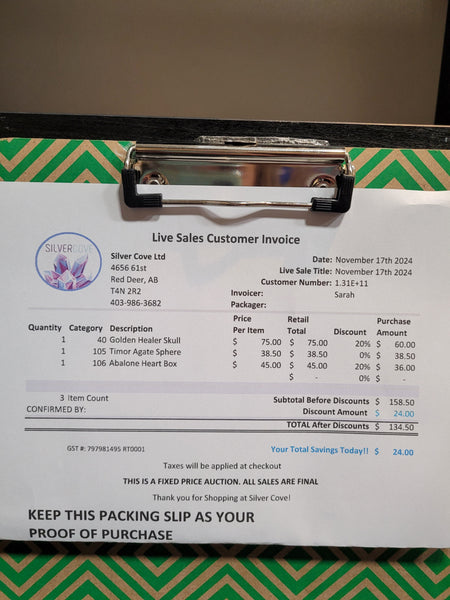 Live Sales Customer Invoice
SILVERCOVE
Silver Cove Ltd
4656 61st
Red Deer, AB
T4N 2R2
403-986-3682
Date: November 17th 2024
Live Sale Title: November 17th 2024
Customer Number: 1.31E+11
Invoicer: Sarah
Packager:
Quantity Category Description Price Per Item Retail Total Discount Purchase Amount
1 40 Golden Healer Skull $ 75.00 $ 75.00 20% $ 60.00
1 105 Timor Agate Sphere $ 38.50 $ 38.50 0% $ 38.50
1 106 Abalone Heart Box $ 45.00 $ 45.00 20% $ 36.00
$ - 0% $ -
3 Item Count Subtotal Before Discounts $ 158.50
CONFIRMED BY: Discount Amount $ 24.00
TOTAL After Discounts $ 134.50
GST #: 797981495 RT0001 Your Total Savings Today!! $ 24.00
Taxes will be applied at checkout
THIS IS A FIXED PRICE AUCTION. ALL SALES ARE FINAL
Thank you for Shopping at Silver Cove!
KEEP THIS PACKING SLIP AS YOUR
PROOF OF PURCHASE